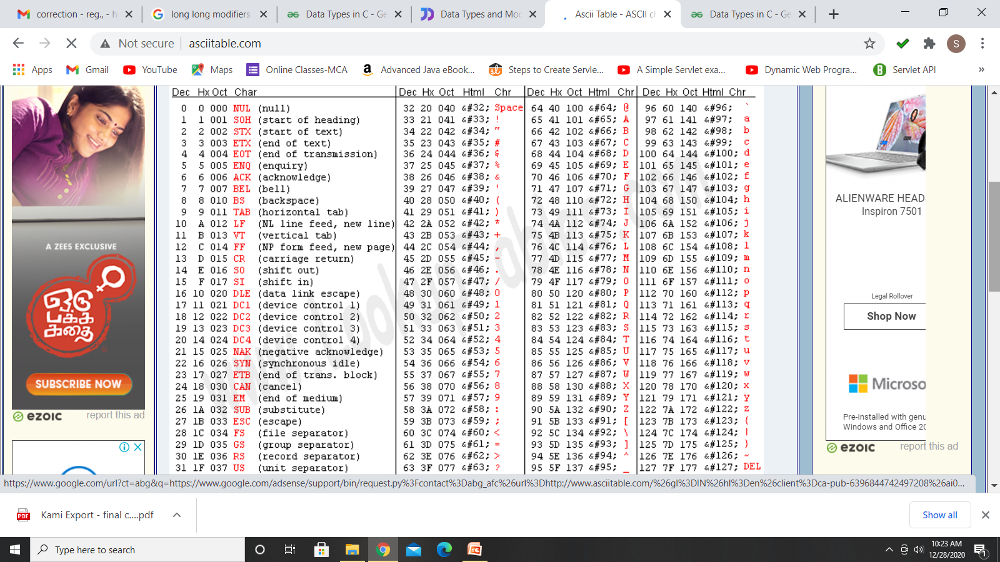 correction - reg., - h
long long modifiers
Data Types in C - Ge
Data Types and Mod
Ascii Table - ASCII ch
Data Types in C - Ge
Not secure
asciitable.com
S
Apps
Gmail
YouTube
Maps
Online Classes-MCA
Advanced Java eBook...
Steps to Create Servle...
A Simple Servlet exa...
Dynamic Web Progra...
Servlet API
»
Dec Hx Oct Char Dec Hx Oct Html Chr Dec Hx Oct Html Chr Dec Hx Oct Html Chr
0 0 000 NUL (null) 32 20 040 &#32; Space 64 40 100 &#64; @ 96 60 140 &#96; `
1 1 001 SOH (start of heading) 33 21 041 &#33; ! 65 41 101 &#65; A 97 61 141 &#97; a
2 2 002 STX (start of text) 34 22 042 &#34; " 66 42 102 &#66; B 98 62 142 &#98; b
3 3 003 ETX (end of text) 35 23 043 &#35; # 67 43 103 &#67; C 99 63 143 &#99; c
4 4 004 EOT (end of transmission) 36 24 044 &#36; $ 68 44 104 &#68; D 100 64 144 &#100; d
5 5 005 ENQ (enquiry) 37 25 045 &#37; % 69 45 105 &#69; E 101 65 145 &#101; e
6 6 006 ACK (acknowledge) 38 26 046 &#38; & 70 46 106 &#70; F 102 66 146 &#102; f
7 7 007 BEL (bell) 39 27 047 &#39; ' 71 47 107 &#71; G 103 67 147 &#103; g
8 8 010 BS (backspace) 40 28 050 &#40; ( 72 48 110 &#72; H 104 68 150 &#104; h
9 9 011 TAB (horizontal tab) 41 29 051 &#41; ) 73 49 111 &#73; I 105 69 151 &#105; i
10 A 012 LF (NL line feed, new line) 42 2A 052 &#42; * 74 4A 112 &#74; J 106 6A 152 &#106; j
11 B 013 VT (vertical tab) 43 2B 053 &#43; + 75 4B 113 &#75; K 107 6B 153 &#107; k
12 C 014 FF (NP form feed, new page) 44 2C 054 &#44; , 76 4C 114 &#76; L 108 6C 154 &#108; l
13 D 015 CR (carriage return) 45 2D 055 &#45; - 77 4D 115 &#77; M 109 6D 155 &#109; m
14 E 016 SO (shift out) 46 2E 056 &#46; . 78 4E 116 &#78; N 110 6E 156 &#110; n
15 F 017 SI (shift in) 47 2F 057 &#47; / 79 4F 117 &#79; O 111 6F 157 &#111; o
16 10 020 DLE (data link escape) 48 30 060 &#48; 0 80 50 120 &#80; P 112 70 160 &#112; p
17 11 021 DC1 (device control 1) 49 31 061 &#49; 1 81 51 121 &#81; Q 113 71 161 &#113; q
18 12 022 DC2 (device control 2) 50 32 062 &#50; 2 82 52 122 &#82; R 114 72 162 &#114; r
19 13 023 DC3 (device control 3) 51 33 063 &#51; 3 83 53 123 &#83; S 115 73 163 &#115; s
20 14 024 DC4 (device control 4) 52 34 064 &#52; 4 84 54 124 &#84; T 116 74 164 &#116; t
21 15 025 NAK (negative acknowledge) 53 35 065 &#53; 5 85 55 125 &#85; U 117 75 165 &#117; u
22 16 026 SYN (synchronous idle) 54 36 066 &#54; 6 86 56 126 &#86; V 118 76 166 &#118; v
23 17 027 ETB (end of trans. block) 55 37 067 &#55; 7 87 57 127 &#87; W 119 77 167 &#119; w
24 18 030 CAN (cancel) 56 38 070 &#56; 8 88 58 130 &#88; X 120 78 170 &#120; x
25 19 031 EM (end of medium) 57 39 071 &#57; 9 89 59 131 &#89; Y 121 79 171 &#121; y
26 1A 032 SUB (substitute) 58 3A 072 &#58; : 90 5A 132 &#90; Z 122 7A 172 &#122; z
27 1B 033 ESC (escape) 59 3B 073 &#59; ; 91 5B 133 &#91; [ 123 7B 173 &#123; {
28 1C 034 FS (file separator) 60 3C 074 &#60; < 92 5C 134 &#92; \ 124 7C 174 &#124; |
29 1D 035 GS (group separator) 61 3D 075 &#61; = 93 5D 135 &#93; ] 125 7D 175 &#125; }
30 1E 036 RS (record separator) 62 3E 076 &#62; > 94 5E 136 &#94; ^ 126 7E 176 &#126; ~
31 1F 037 US (unit separator) 63 3F 077 &#63; ? 95 5F 137 &#95; _ 127 7F 177 &#127; DEL
www.LookupTables.com
A ZEE5 EXCLUSIVE
ஒரு
பக்க
கதை
SUBSCRIBE NOW
ezoic
report this ad
ALIENWARE HEAD
Inspiron 7501
Legal Rollover
Shop Now
Microso
Pre-installed with genu
Windows and Office 20
ezoic
report this ad
https://www.google.com/url?ct=abg&q=https://www.google.com/adsense/support/bin/request.py%3Fcontact%3Dabg_afc%26url%3Dhttp://www.asciitable.com/%26gl%3DIN%26hl%3Den%26client%3Dca-pub-6396844742497208%26ai0...
PDF
Kami Export - final c....pdf
Show all
Type here to search
10:23 AM
12/28/2020
1